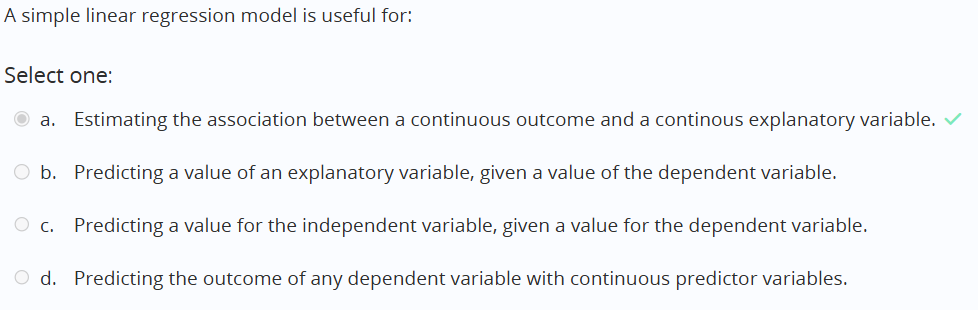 A simple linear regression model is useful for:
Select one:
a. Estimating the association between a continuous outcome and a continous explanatory variable.
b. Predicting a value of an explanatory variable, given a value of the dependent variable.
c. Predicting a value for the independent variable, given a value for the dependent variable.
d. Predicting the outcome of any dependent variable with continuous predictor variables.